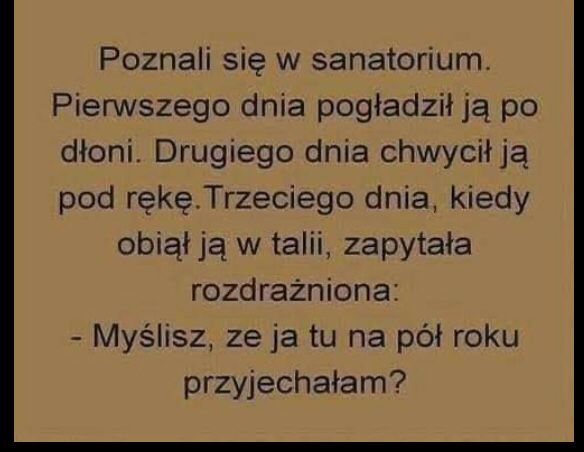 Poznali się w sanatorium.
Pierwszego dnia pogładził ją po
dłoni. Drugiego dnia chwycił ją
pod rękę.Trzeciego dnia, kiedy
obiął ją w talii, zapytała
rozdrażniona:
- Myślisz, ze ja tu na pół roku
przyjechałam?